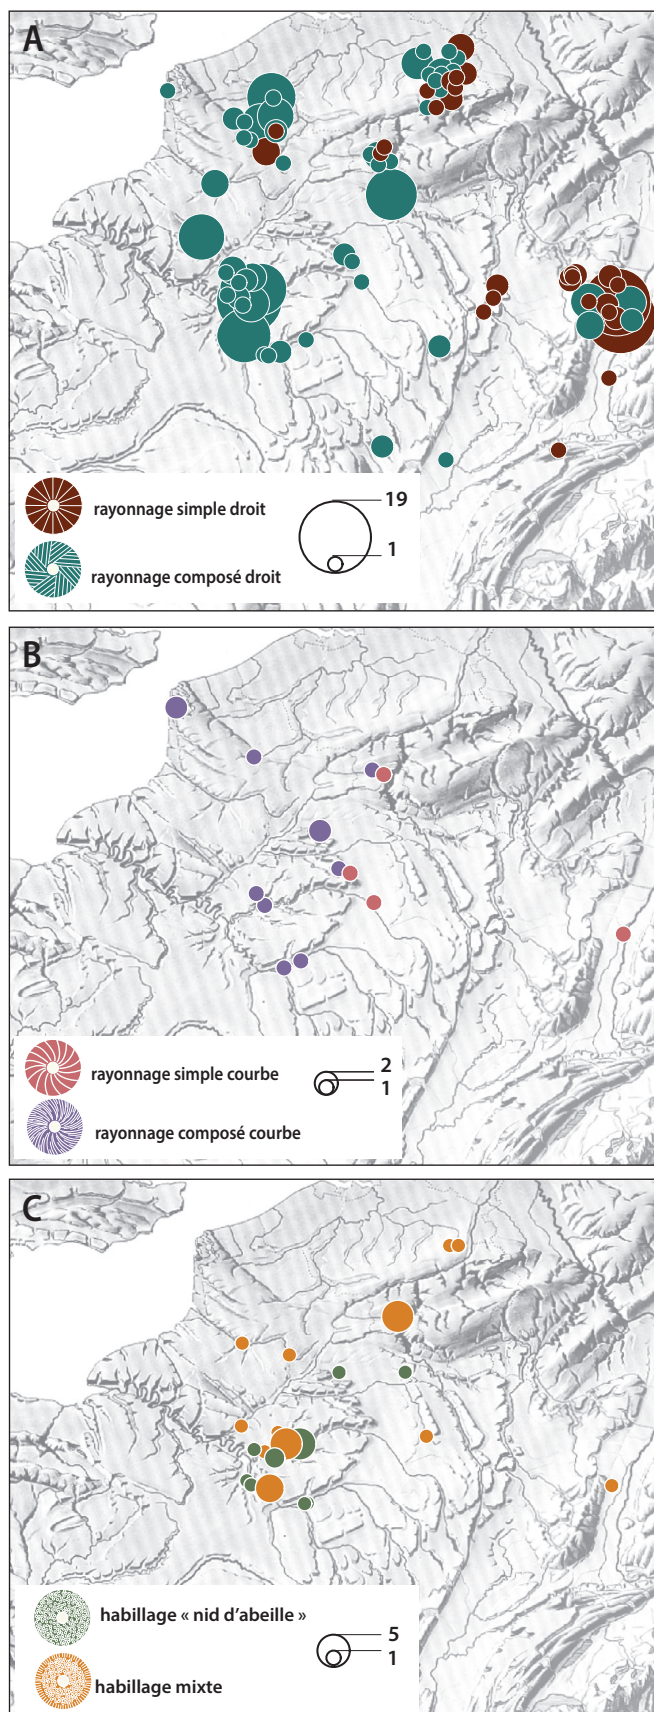 A
19
rayonnage simple droit
1
rayonnage composé droit
B
2
rayonnage simple courbe
1
rayonnage composé courbe
C
habillage « nid d’abeille »
5
1
habillage mixte